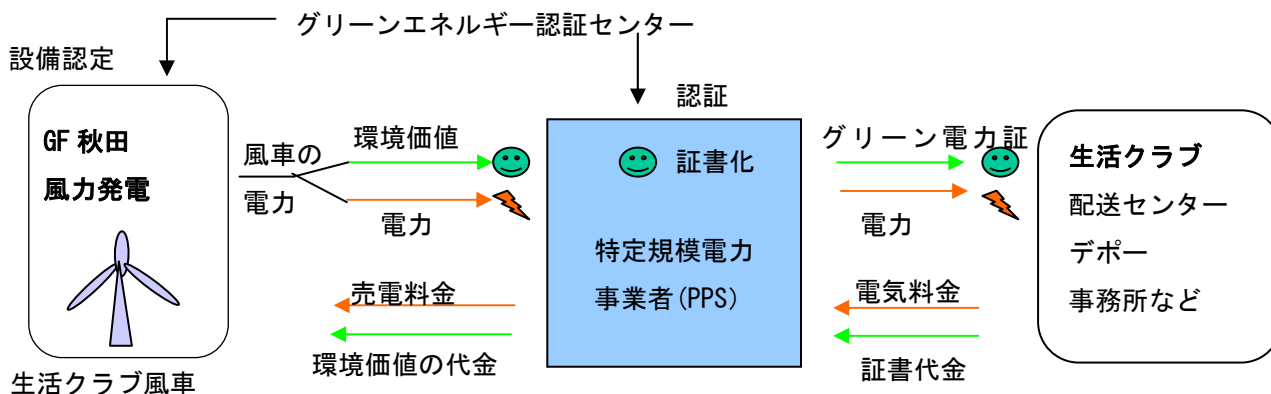 グリーンエネルギー認証センター
設備認定
認証
GF 秋田
風力発電
生活クラブ風車
風車の
電力
環境価値
電力
売電料金
環境価値の代金
証書化
特定規模電力
事業者(PPS)
グリーン電力証
電力
電気料金
証書代金
生活クラブ
配送センター
デポー
事務所など